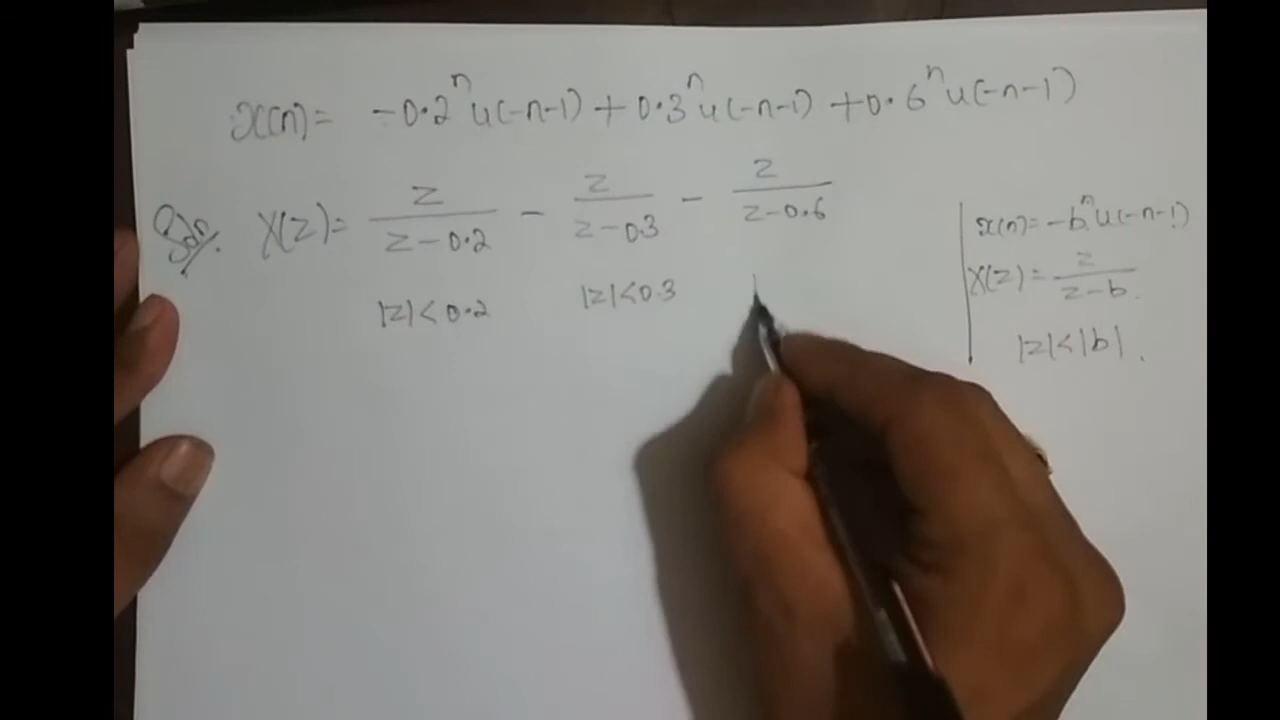 x(n) = -0.2ⁿ u(-n-1) + 0.3ⁿ u(-n-1) + 0.6ⁿ u(-n-1)
Soln. X(z) = z/(z-0.2) - z/(z-0.3) - z/(z-0.6)
|z|<0.2 |z|<0.3
x(n) = -bⁿ u(-n-1)
X(z) = z/(z-b).
|z|<|b|.